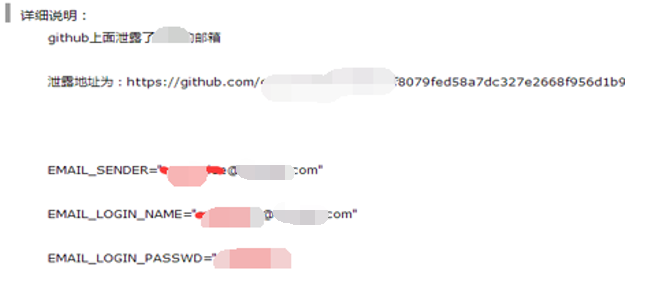 详细说明：
github上面泄露了 的邮箱
泄露地址为：https://github.com/ f8079fed58a7dc327e2668f956d1b9
EMAIL_SENDER=" e@ .com"
EMAIL_LOGIN_NAME=" @ .com"
EMAIL_LOGIN_PASSWD="